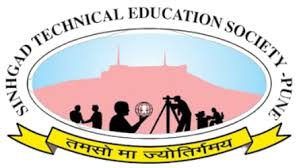 SINHGAD TECHNICAL EDUCATION SOCIETY - PUNE
तमसो मा ज्योतिर्गमय